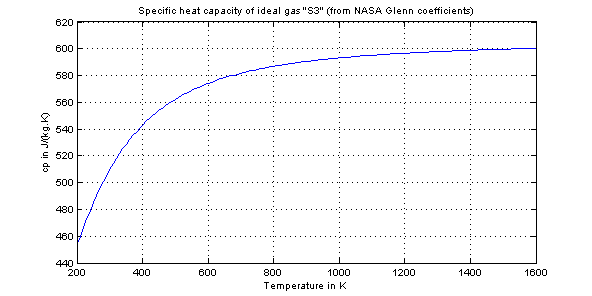 Specific heat capacity of ideal gas "S3" (from NASA Glenn coefficients)
620
600
580
560
540
520
500
480
460
440
cp in J/(kg.K)
200 400 600 800 1000 1200 1400 1600
Temperature in K